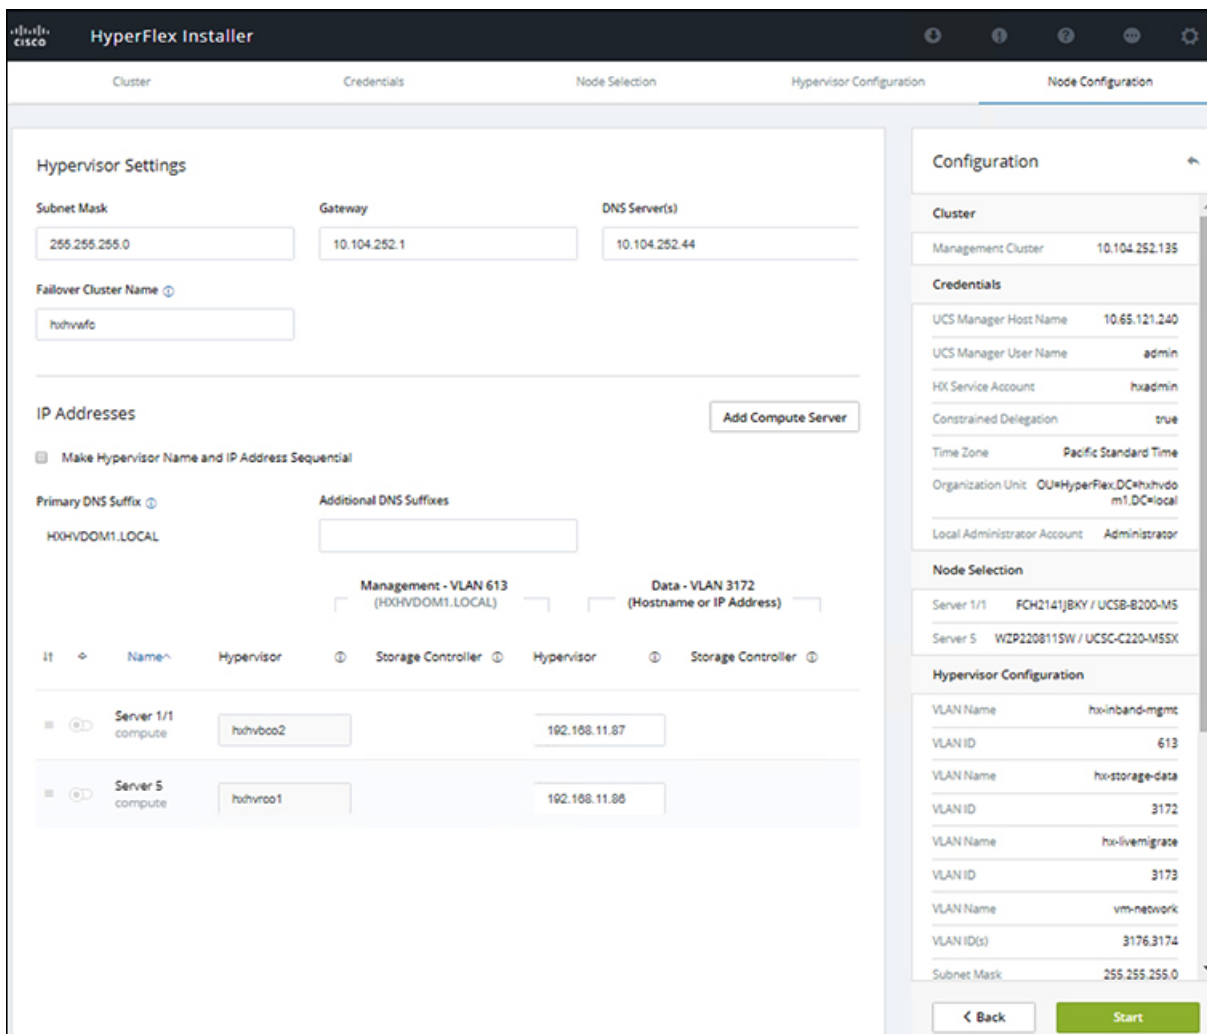 CISCO HyperFlex Installer
Cluster Credentials Node Selection Hypervisor Configuration Node Configuration
Hypervisor Settings
Subnet Mask Gateway DNS Server(s)
255.255.255.0 10.104.252.1 10.104.252.44
Failover Cluster Name
hxhvwfc
IP Addresses
Add Compute Server
Make Hypervisor Name and IP Address Sequential
Primary DNS Suffix Additional DNS Suffixes
HXHVDOM1.LOCAL
Management - VLAN 613 Data - VLAN 3172
(HXHVDOM1.LOCAL) (Hostname or IP Address)
Name Hypervisor Storage Controller Hypervisor Storage Controller
Server 1/1
compute
hxhvbco2 192.168.11.87
Server 5
compute
hxhvrco1 192.168.11.86
Configuration
Cluster
Management Cluster 10.104.252.135
Credentials
UCS Manager Host Name 10.65.121.240
UCS Manager User Name admin
HX Service Account hxadmin
Constrained Delegation true
Time Zone Pacific Standard Time
Organization Unit OU=HyperFlex,DC=hxhvdo
m1,DC=local
Local Administrator Account Administrator
Node Selection
Server 1/1 FCH2141JBKY / UCSB-B200-M5
Server 5 WZP220811SW / UCSC-C220-M5SX
Hypervisor Configuration
VLAN Name hx-inband-mgmt
VLAN ID 613
VLAN Name hx-storage-data
VLAN ID 3172
VLAN Name hx-livemigrate
VLAN ID 3173
VLAN Name vm-network
VLAN ID(s) 3176,3174
Subnet Mask 255.255.255.0
Back Start